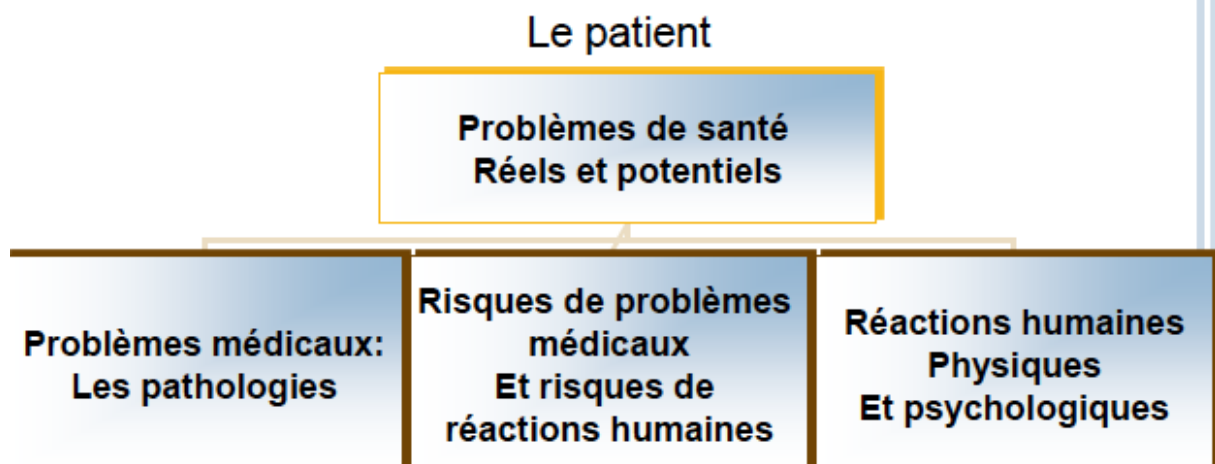 Le patient
Problèmes de santé
Réels et potentiels
Problèmes médicaux:
Les pathologies
Risques de problèmes
médicaux
Et risques de
réactions humaines
Réactions humaines
Physiques
Et psychologiques